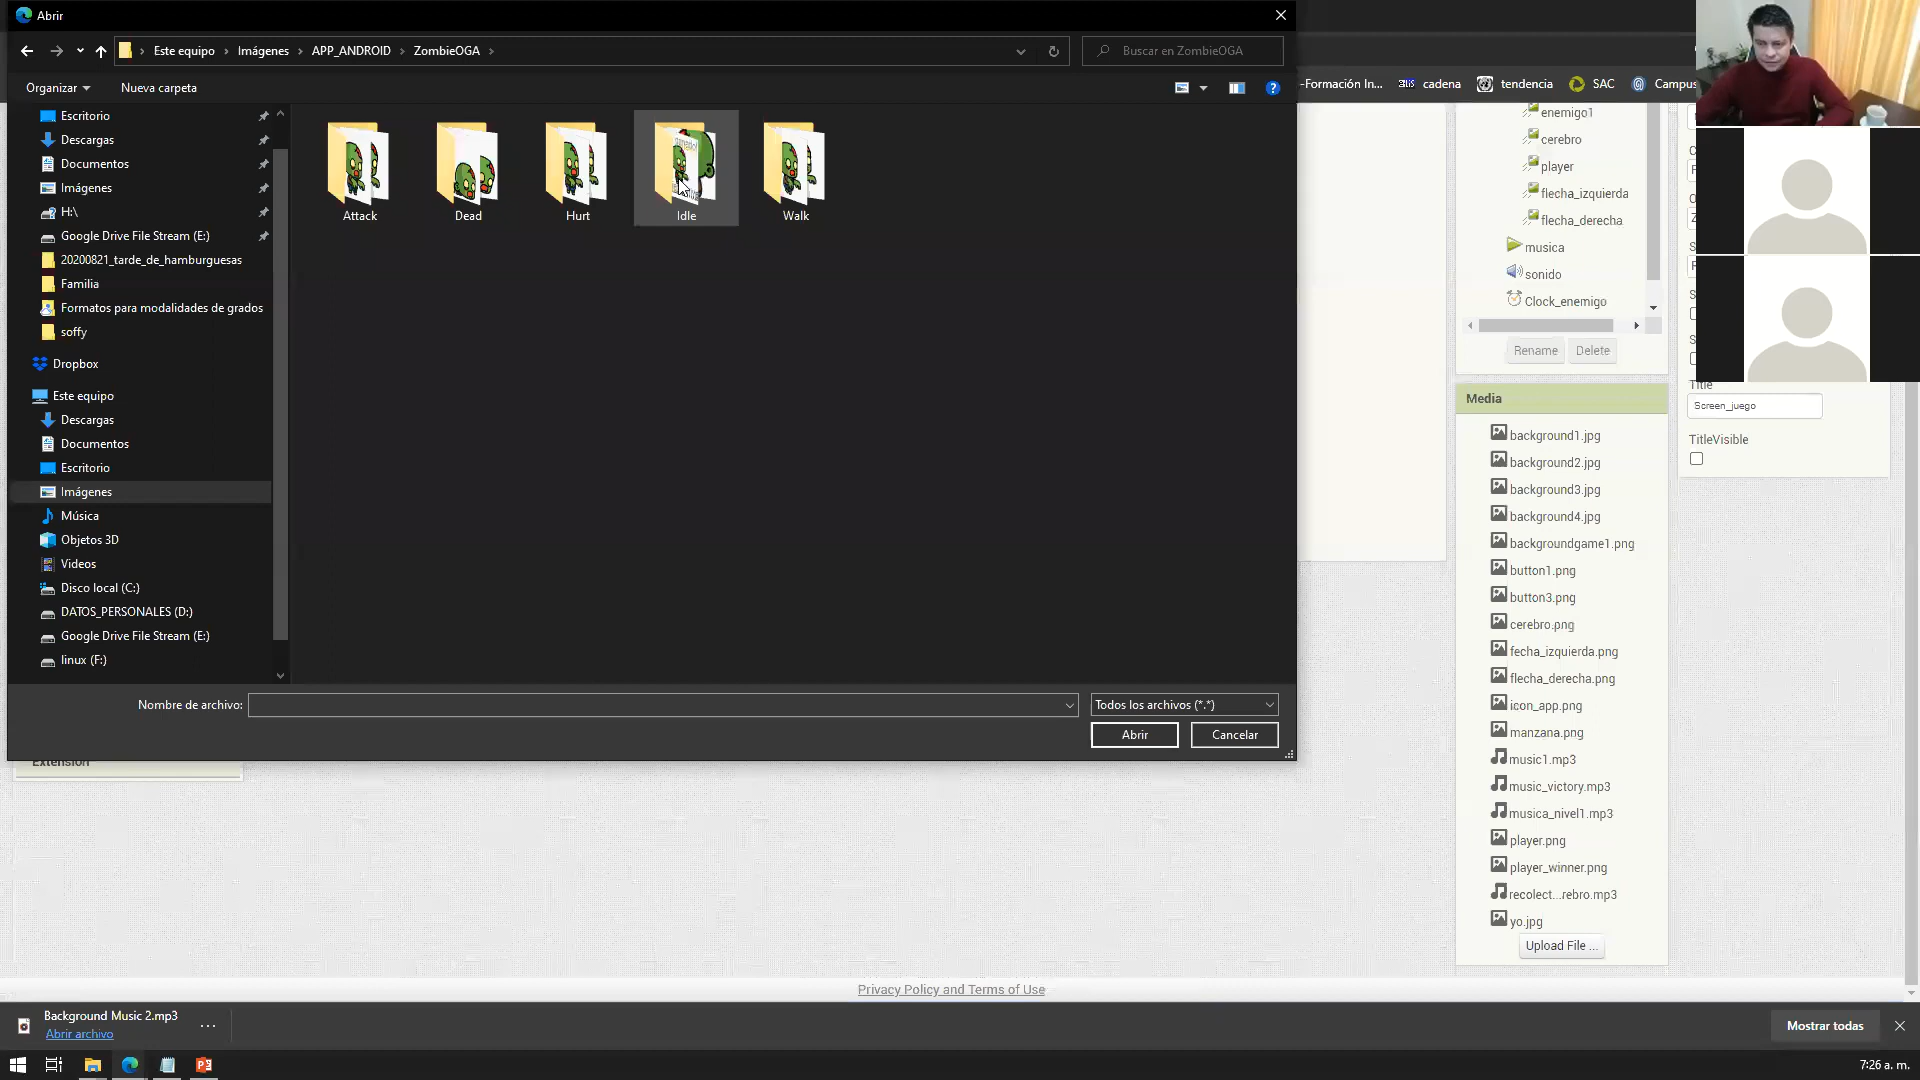 Abrir
Este equipo
Imágenes
APP_ANDROID
ZombieOGA
Buscar en ZombieOGA
Organizar
Nueva carpeta
Escritorio
Descargas
Documentos
Imágenes
H:\
Google Drive File Stream (E:)
20200821_tarde_de_hamburguesas
Familia
Formatos para modalidades de grados
soffy
Dropbox
Este equipo
Descargas
Documentos
Escritorio
Imágenes
Música
Objetos 3D
Videos
Disco local (C:)
DATOS_PERSONALES (D:)
Google Drive File Stream (E:)
linux (F:)
Attack
Dead
Hurt
Idle
Walk
Nombre de archivo:
Todos los archivos (*.*)
Abrir
Cancelar
Extension
-Formación In...
cadena
tendencia
SAC
Campus
enemigo1
cerebro
player
flecha_izquierda
flecha_derecha
musica
sonido
Clock_enemigo
Rename
Delete
Media
background1.jpg
background2.jpg
background3.jpg
background4.jpg
backgroundgame1.png
button1.png
button3.png
cerebro.png
fecha_izquierda.png
flecha_derecha.png
icon_app.png
manzana.png
music1.mp3
music_victory.mp3
musica_nivel1.mp3
player.png
player_winner.png
recolect...rebro.mp3
yo.jpg
Upload File ...
Title
Screen_juego
TitleVisible
Privacy Policy and Terms of Use
Background Music 2.mp3
Abrir archivo
Mostrar todas
7:26 a. m.